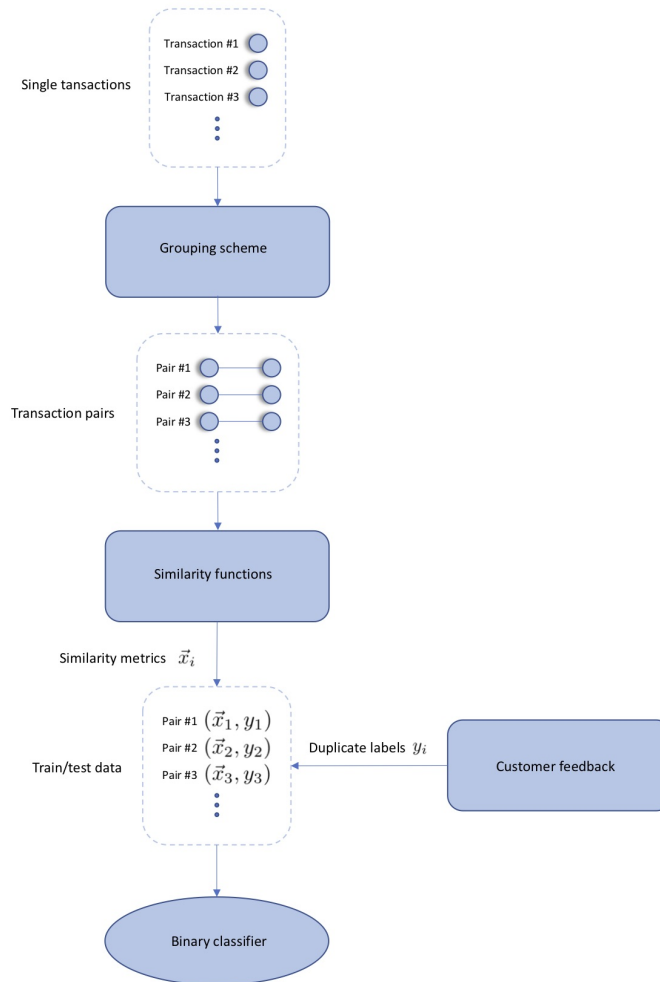 Transaction #1
Transaction #2
Single tansactions
Transaction #3
Grouping scheme
Pair #1
Pair #2
Transaction pairs
Pair #3
Similarity functions
Similarity metrics $\vec{x}_i$
Pair #1 $(\vec{x}_1, y_1)$
Pair #2 $(\vec{x}_2, y_2)$
Train/test data
Pair #3 $(\vec{x}_3, y_3)$
Duplicate labels $y_i$
Customer feedback
Binary classifier